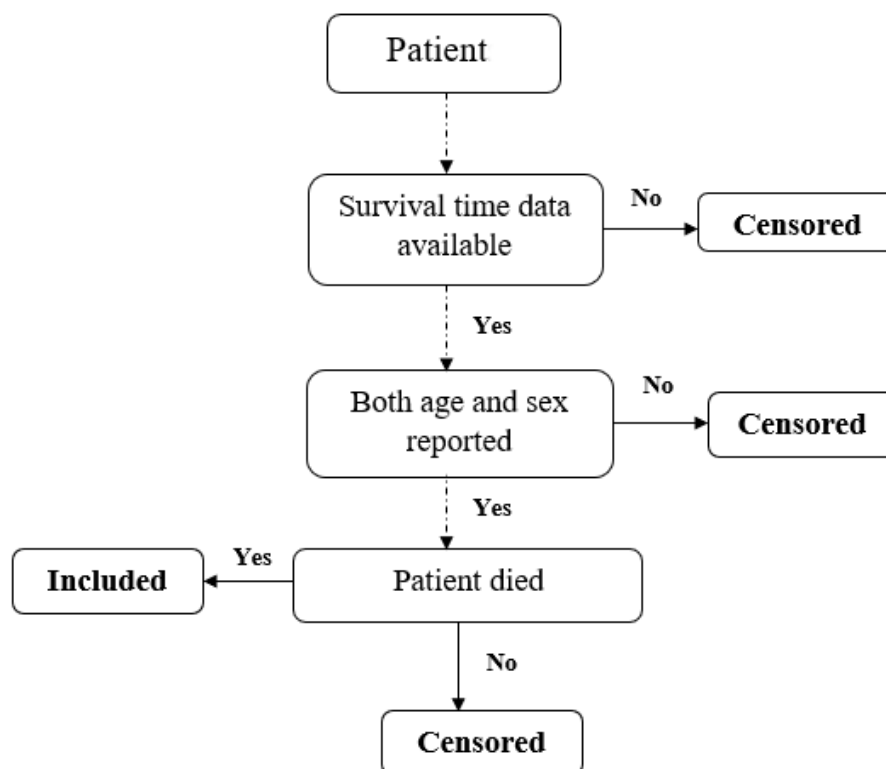 Patient
Survival time data
available
No
Censored
Yes
Both age and sex
reported
No
Censored
Yes
Included
Yes
Patient died
No
Censored